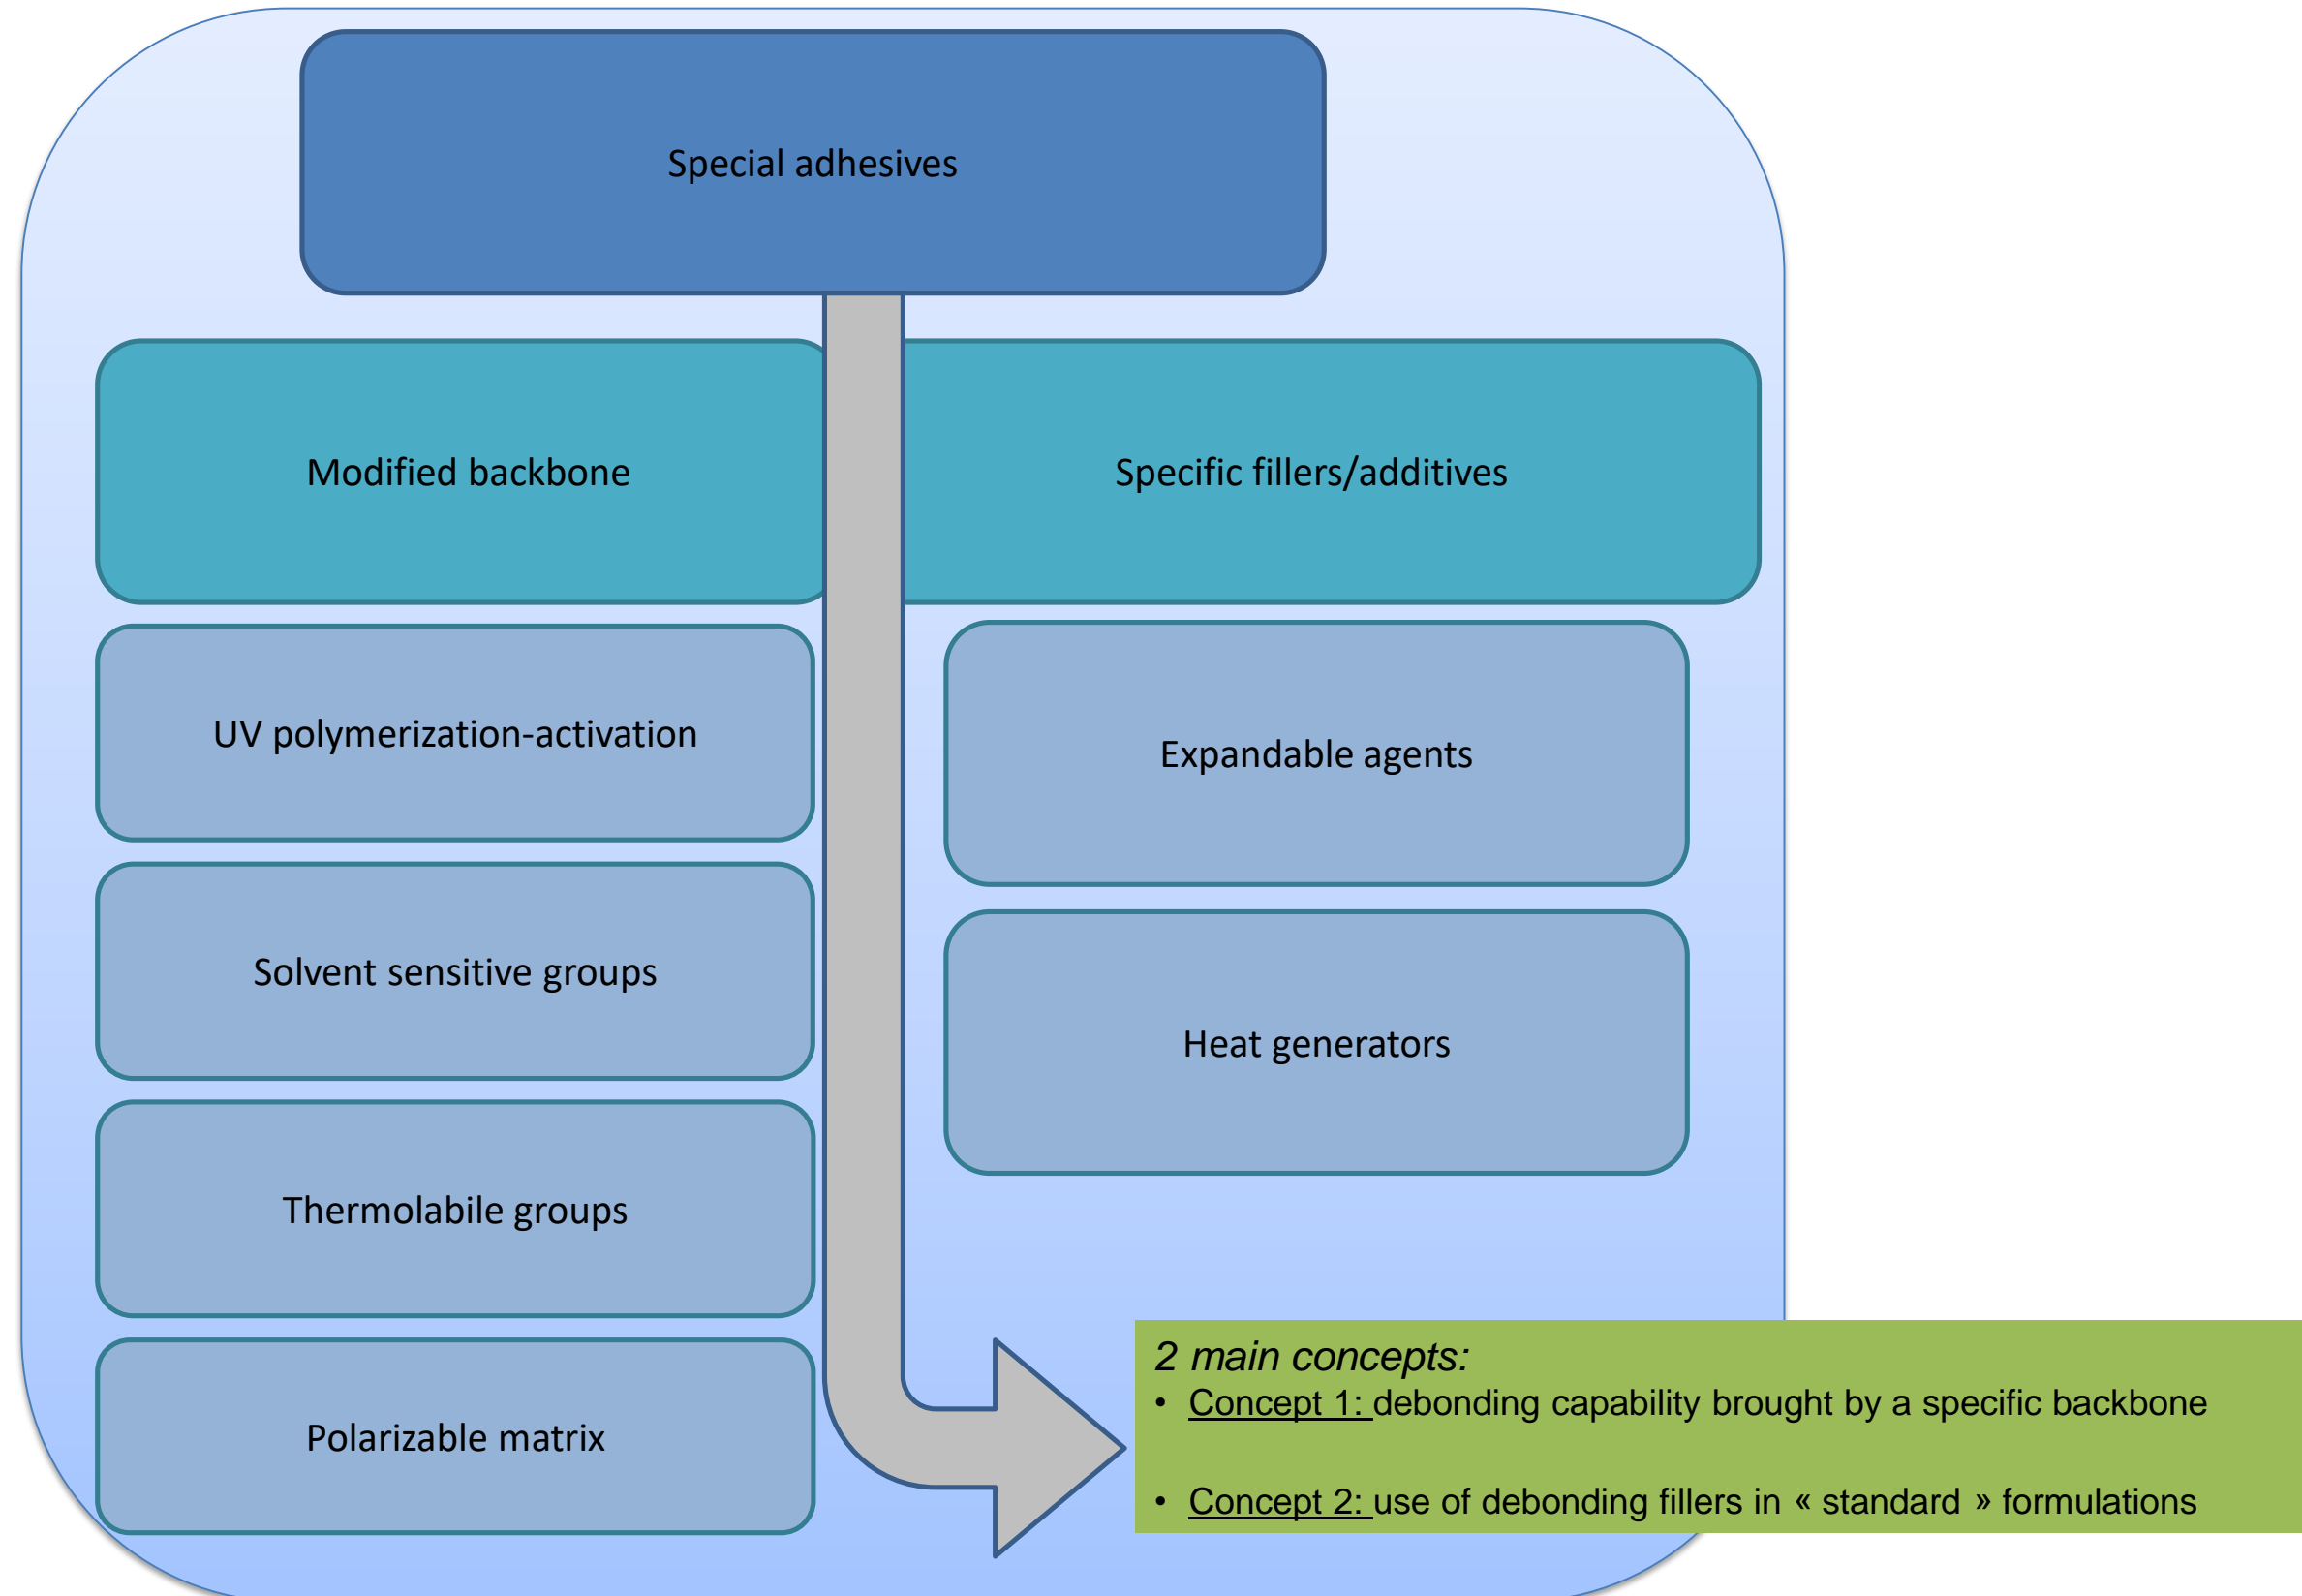 Special adhesives
Modified backbone
Specific fillers/additives
UV polymerization-activation
Solvent sensitive groups
Thermolabile groups
Polarizable matrix
Expandable agents
Heat generators
2 main concepts:
• Concept 1: debonding capability brought by a specific backbone
• Concept 2: use of debonding fillers in « standard » formulations